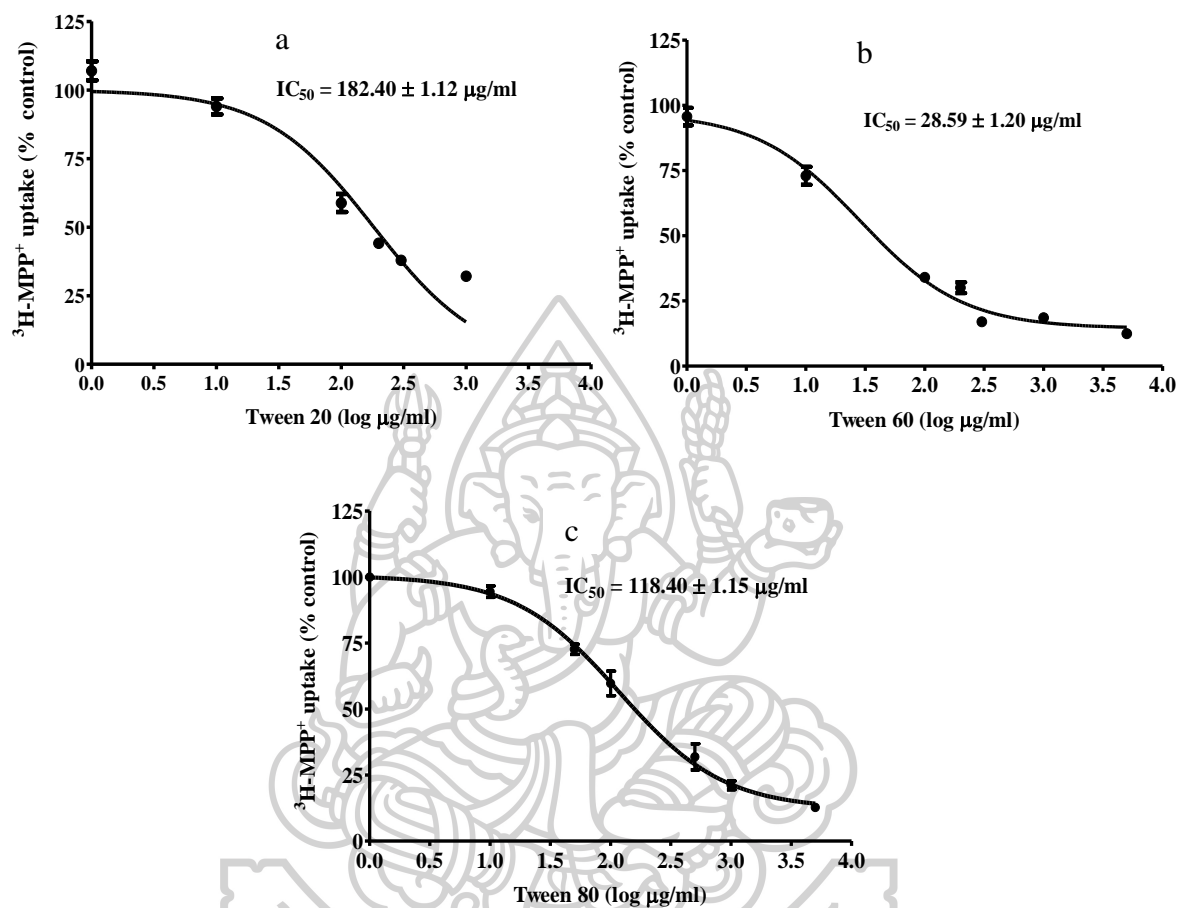 a
IC50 = 182.40 ± 1.12 µg/ml
³H-MPP⁺ uptake (% control)
125
100
75
50
25
0
0.0 0.5 1.0 1.5 2.0 2.5 3.0 3.5 4.0
Tween 20 (log µg/ml)
b
IC50 = 28.59 ± 1.20 µg/ml
³H-MPP⁺ uptake (% control)
125
100
75
50
25
0
0.0 0.5 1.0 1.5 2.0 2.5 3.0 3.5 4.0
Tween 60 (log µg/ml)
c
IC50 = 118.40 ± 1.15 µg/ml
³H-MPP⁺ uptake (% control)
125
100
75
50
25
0
0.0 0.5 1.0 1.5 2.0 2.5 3.0 3.5 4.0
Tween 80 (log µg/ml)